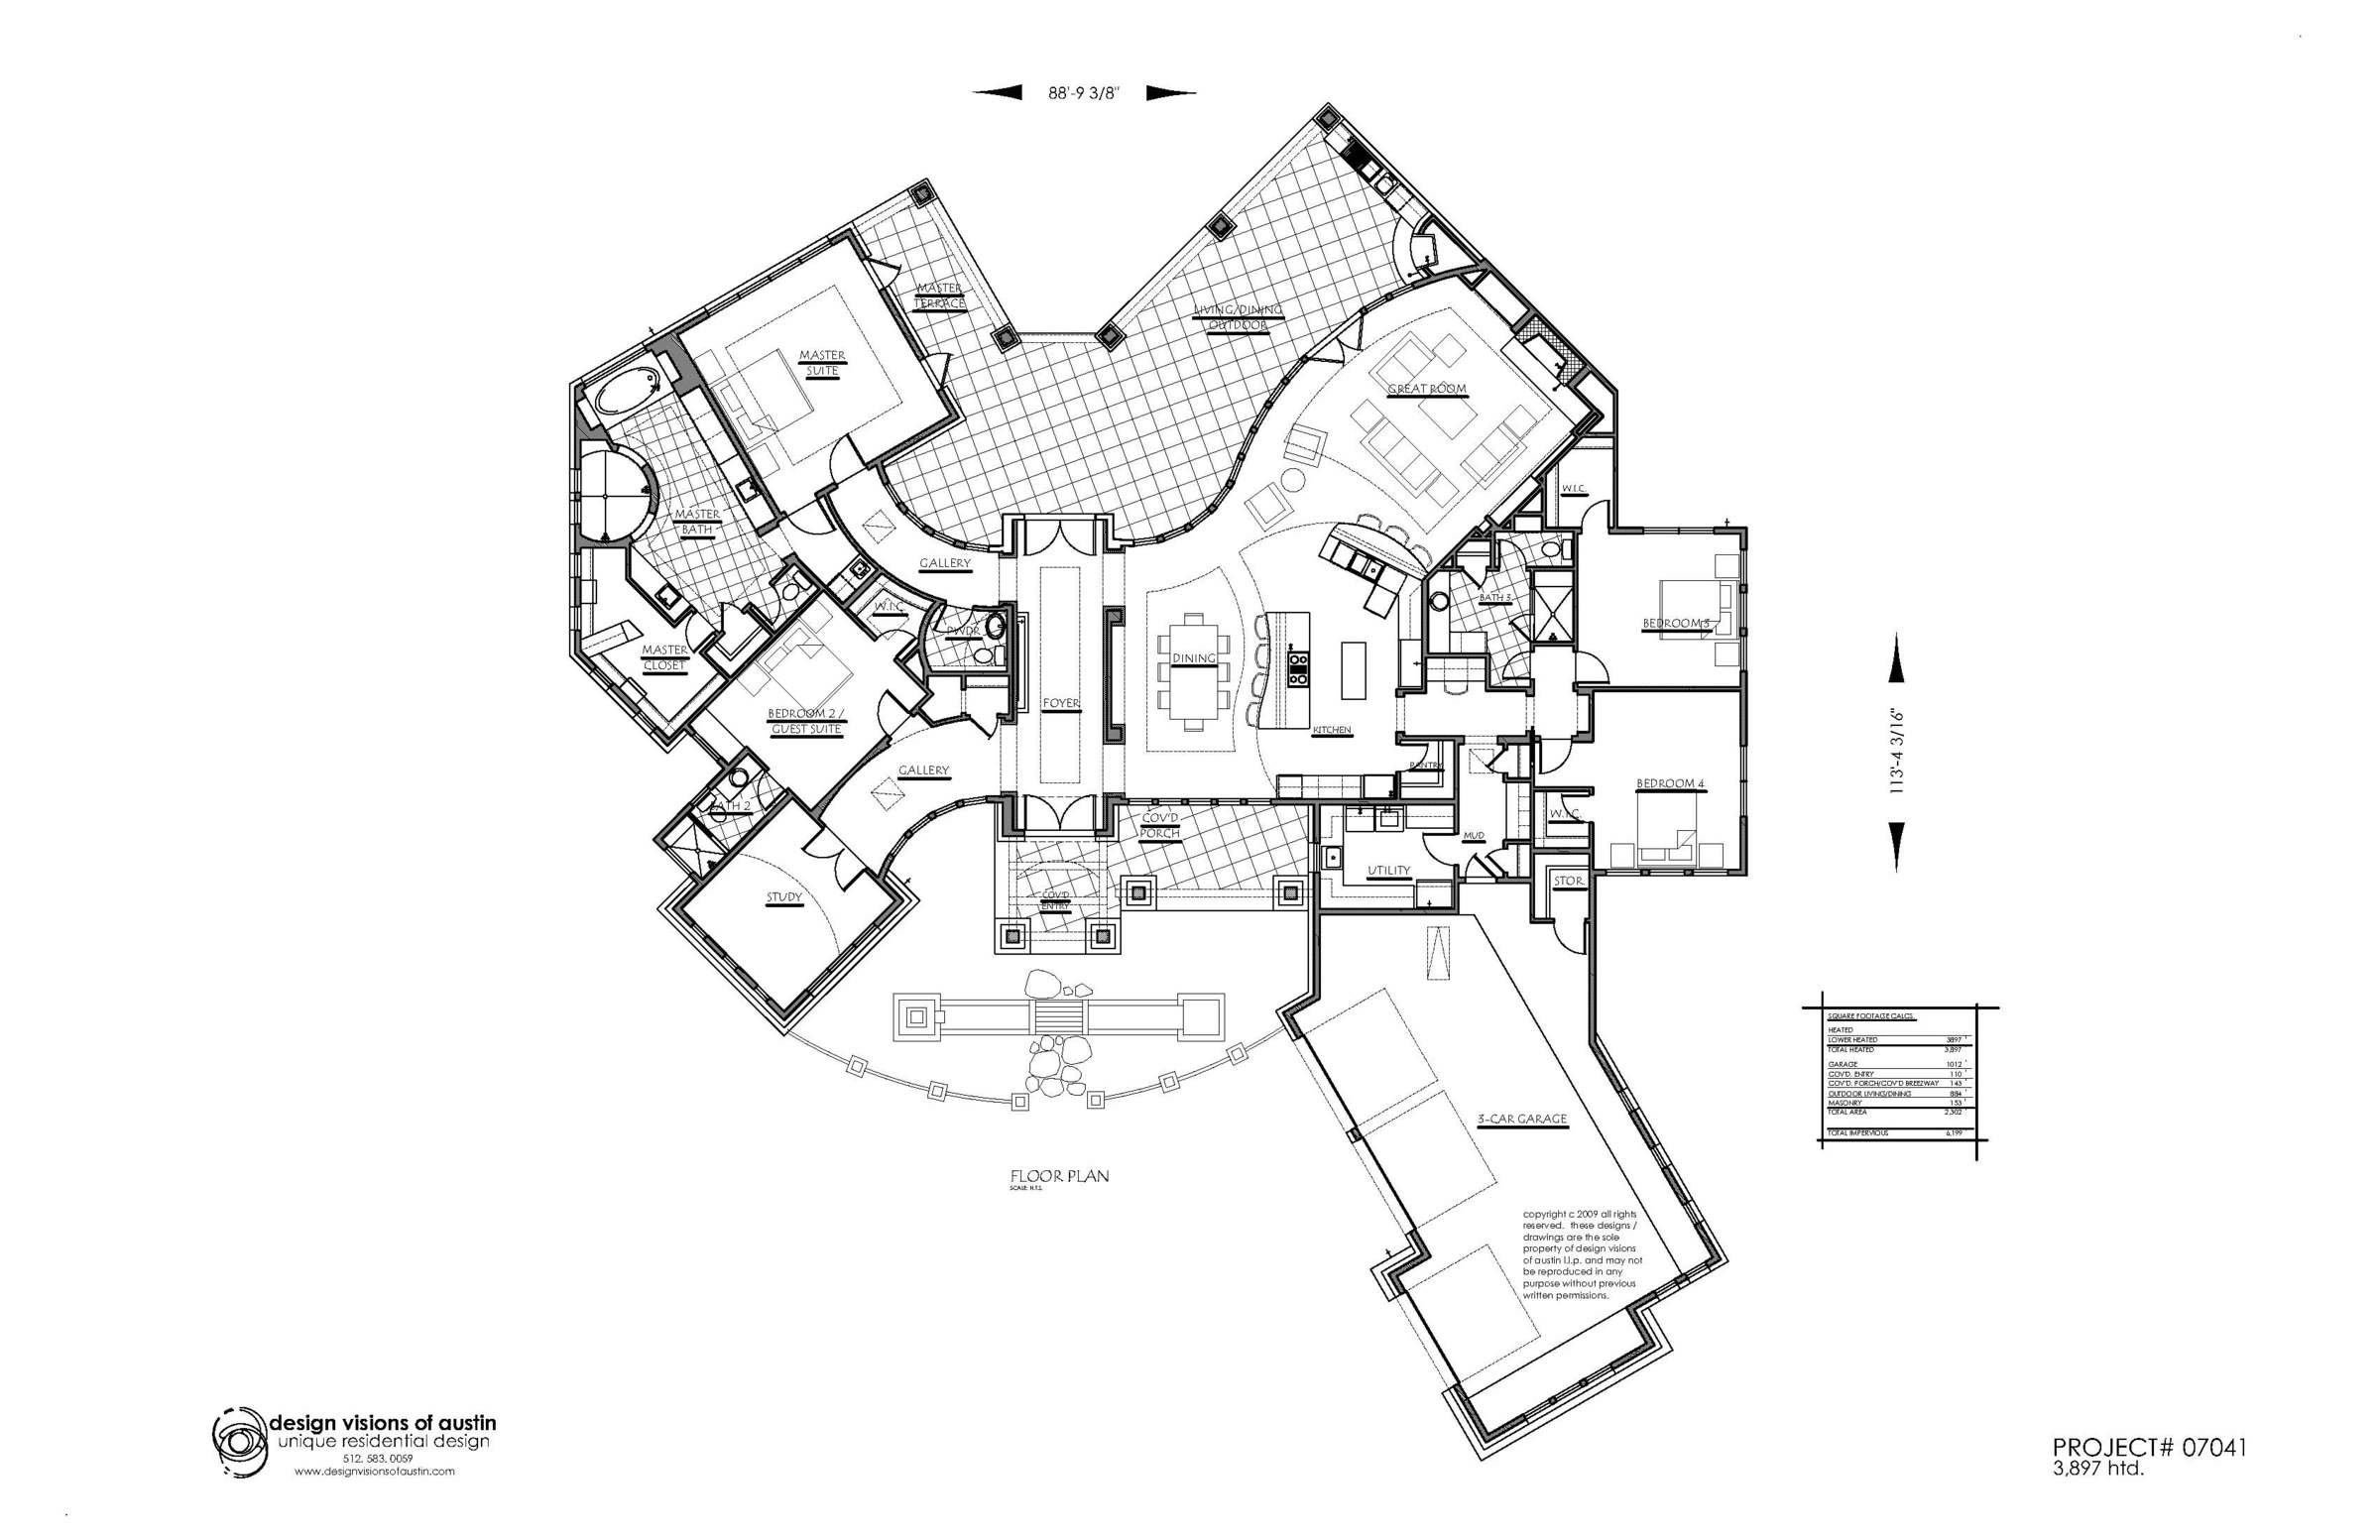 88'-9 3/8"
MASTER
TERRACE
LIVING/DINING
OUTDOOR
MASTER
SUITE
GREAT ROOM
W.I.C.
MASTER
BATH
GALLERY
BATH 3
W.I.C.
PWDR
BEDROOM 3
MASTER
CLOSET
DINING
FOYER
BEDROOM 2 /
GUEST SUITE
KITCHEN
GALLERY
PANTRY
BEDROOM 4
113'-4 3/16"
BATH 2
COV'D
PORCH
W.I.C.
MUD
UTILITY
STOR
STUDY
COV'D
ENTRY
SQUARE FOOTAGE CALCS.
HEATED
LOWER HEATED 3897 '
TOTAL HEATED 3,897 '
GARAGE 1012 '
COV'D. ENTRY 110 '
COV'D. PORCH/COV'D BREEZWAY 143 '
OUTDOOR LIVING/DINING 884 '
MASONRY 153 '
TOTAL AREA 2,302 '
TOTAL IMPERVIOUS 6,199 '
3-CAR GARAGE
FLOOR PLAN
SCALE: N.T.S.
copyright c 2009 all rights
reserved. these designs /
drawings are the sole
property of design visions
of austin l.l.p. and may not
be reproduced in any
purpose without previous
written permissions.
design visions of austin
unique residential design
512. 583. 0059
www.designvisionsofaustin.com
PROJECT# 07041
3,897 htd.